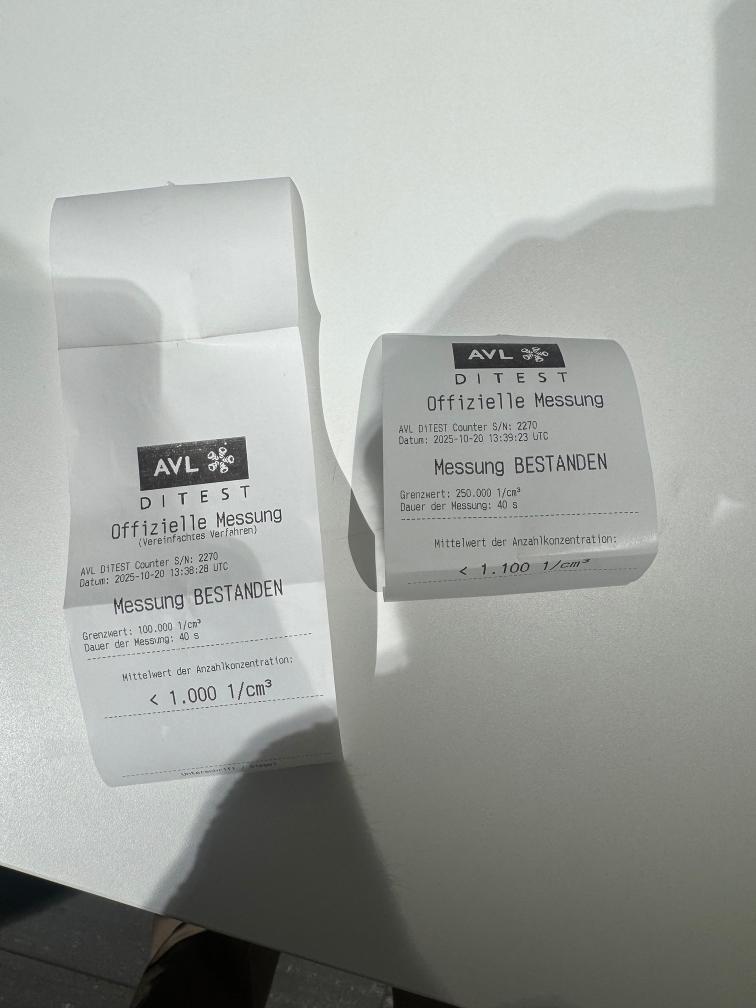 AVL
DITEST
Offizielle Messung
(Vereinfachtes Verfahren)
AVL DiTEST Counter S/N: 2270
Datum: 2025-10-20 13:38:28 UTC
Messung BESTANDEN
Grenzwert: 100.000 1/cm³
Dauer der Messung: 40 s
Mittelwert der Anzahlkonzentration:
< 1.000 1/cm³
Unterschrift /
AVL
DITEST
Offizielle Messung
AVL DiTEST Counter S/N: 2270
Datum: 2025-10-20 13:39:23 UTC
Messung BESTANDEN
Grenzwert: 250.000 1/cm³
Dauer der Messung: 40 s
Mittelwert der Anzahlkonzentration:
< 1.100 1/cm³